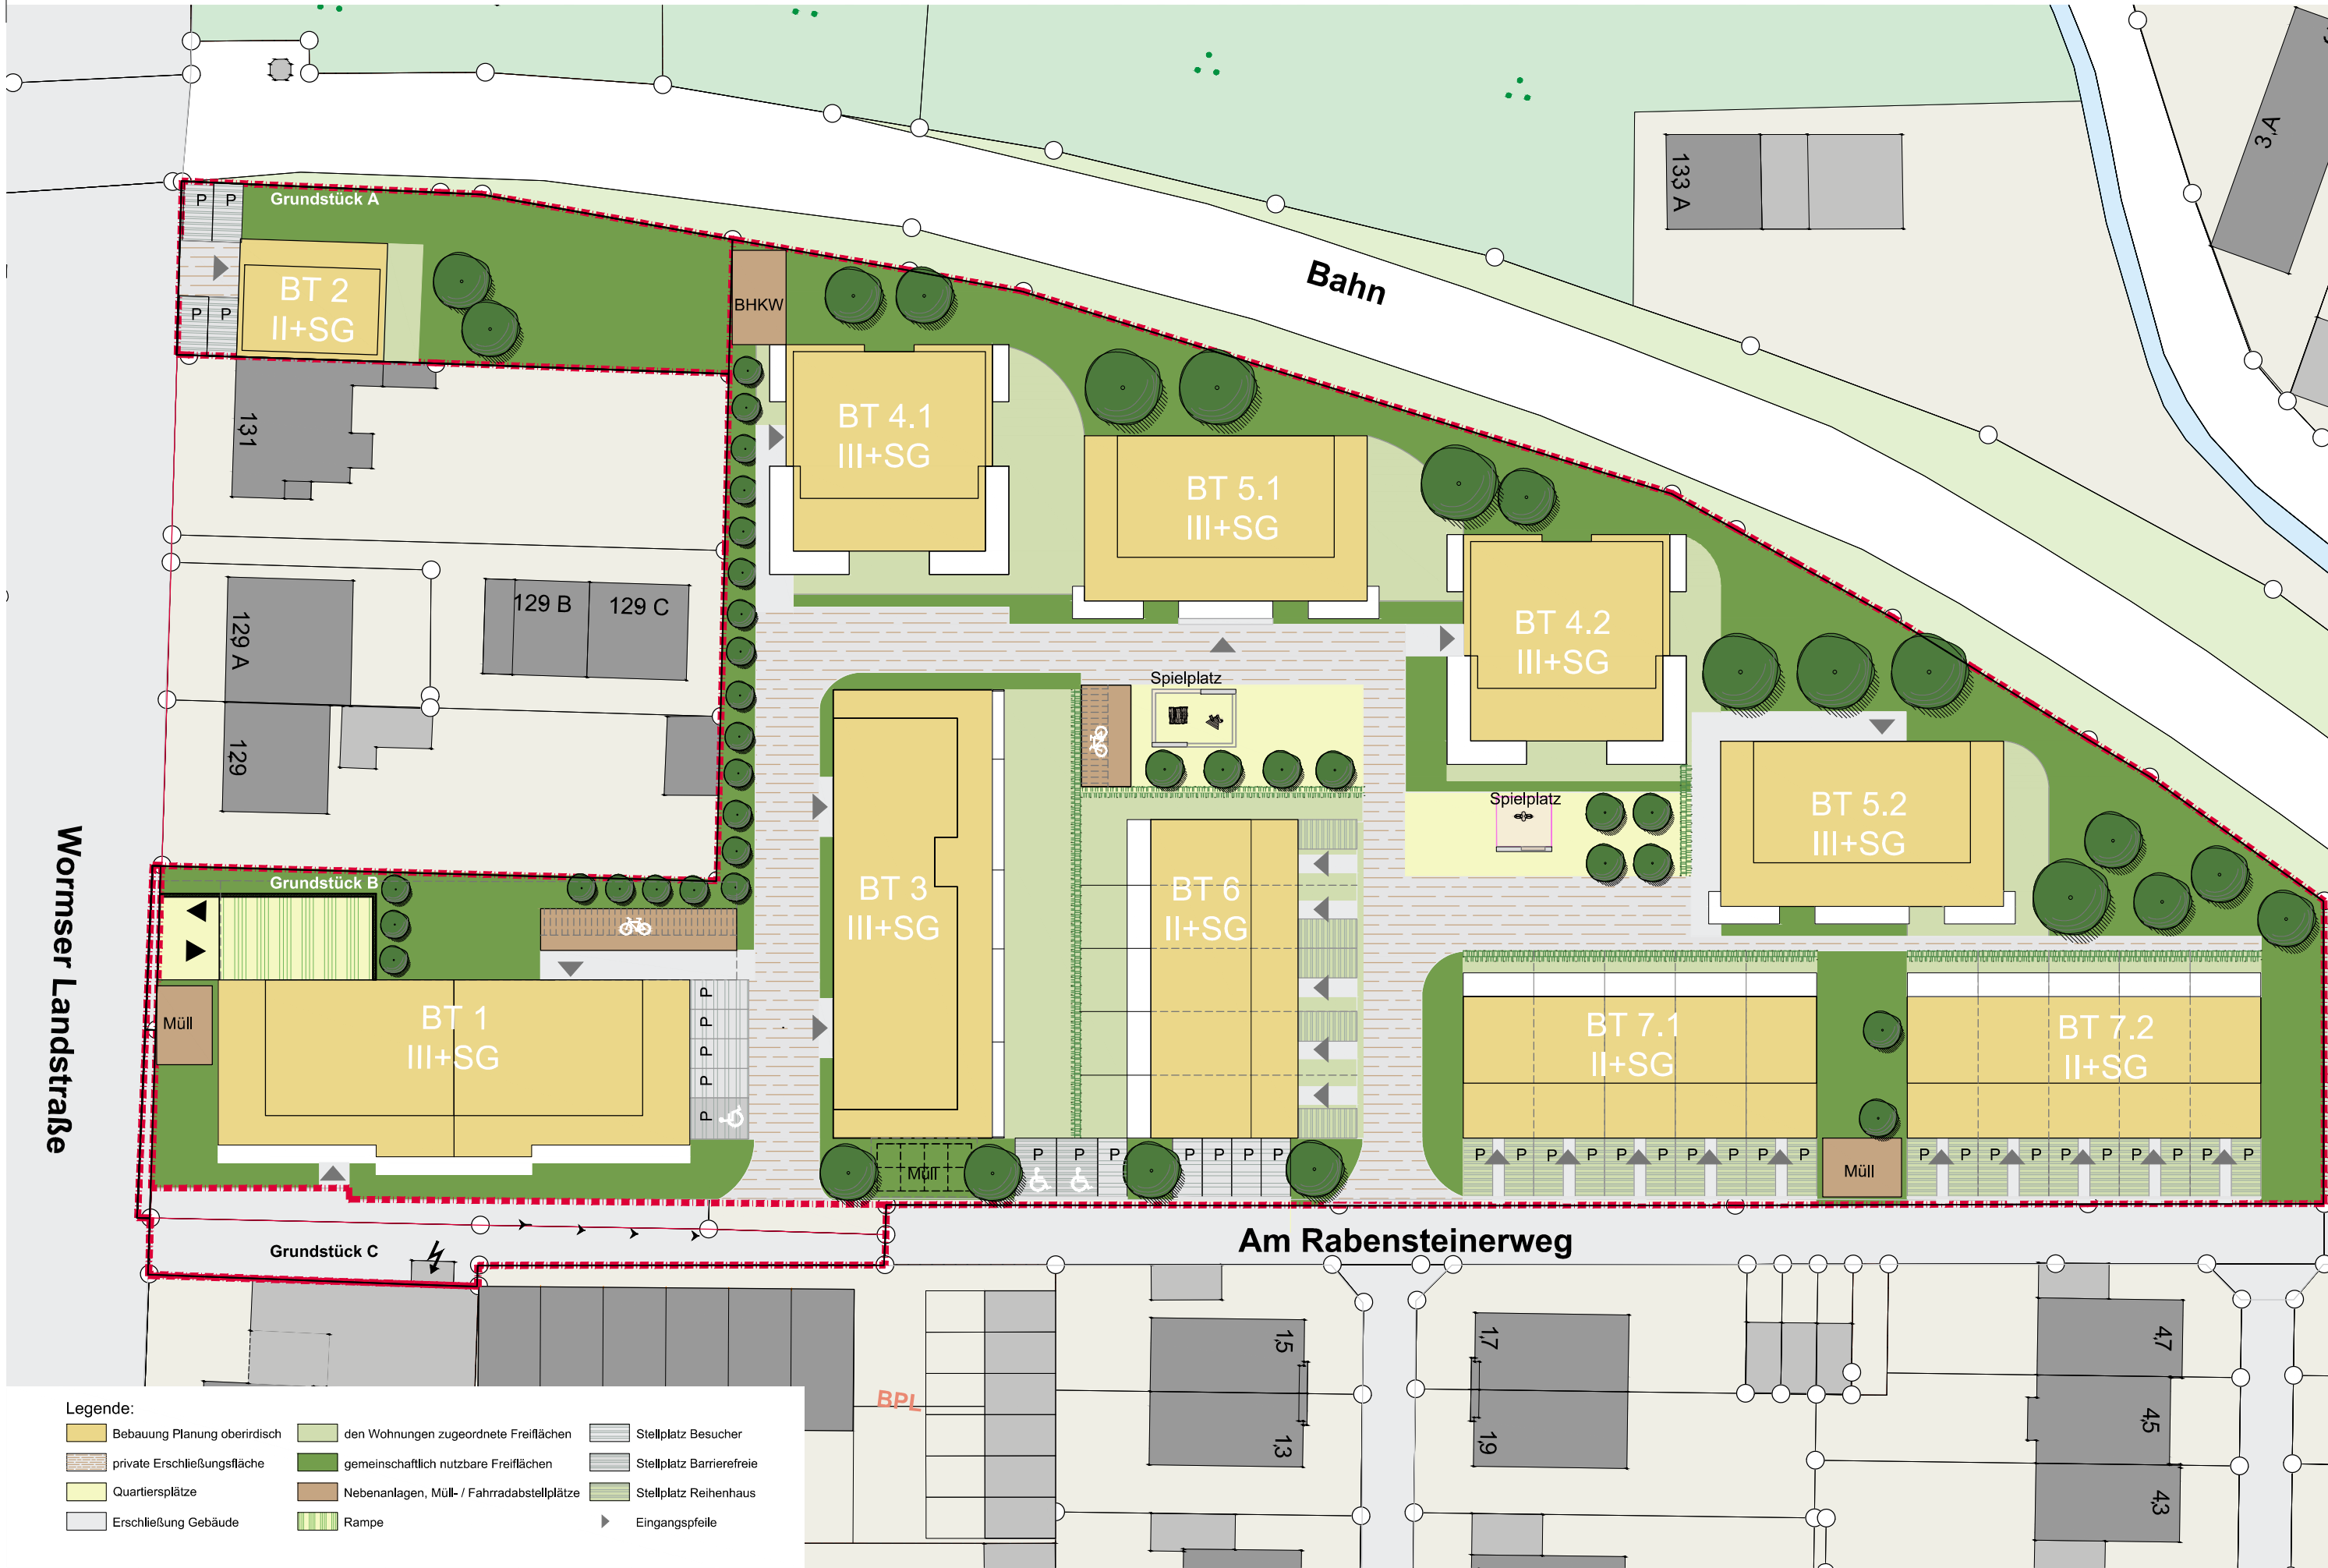 3,A
133 A
Grundstück A
P P
BT 2
II+SG
P P
BHKW
Bahn
BT 4.1
III+SG
BT 5.1
III+SG
131
BT 4.2
III+SG
129 A
129 B
129 C
Spielplatz
129
Spielplatz
BT 5.2
III+SG
Wormser Landstraße
Grundstück B
BT 3
III+SG
BT 6
II+SG
Müll
BT 1
III+SG
P
P
P
P
P
BT 7.1
II+SG
BT 7.2
II+SG
Müll
P P P P P P P
P P P P P P
Müll
P P P P P P
Grundstück C
Am Rabensteinerweg
15
17
47
BPL
13
19
45
43
Legende:
Bebauung Planung oberirdisch
private Erschließungsfläche
Quartiersplätze
Erschließung Gebäude
den Wohnungen zugeordnete Freiflächen
gemeinschaftlich nutzbare Freiflächen
Nebenanlagen, Müll- / Fahrradabstellplätze
Rampe
Stellplatz Besucher
Stellplatz Barrierefreie
Stellplatz Reihenhaus
Eingangspfeile